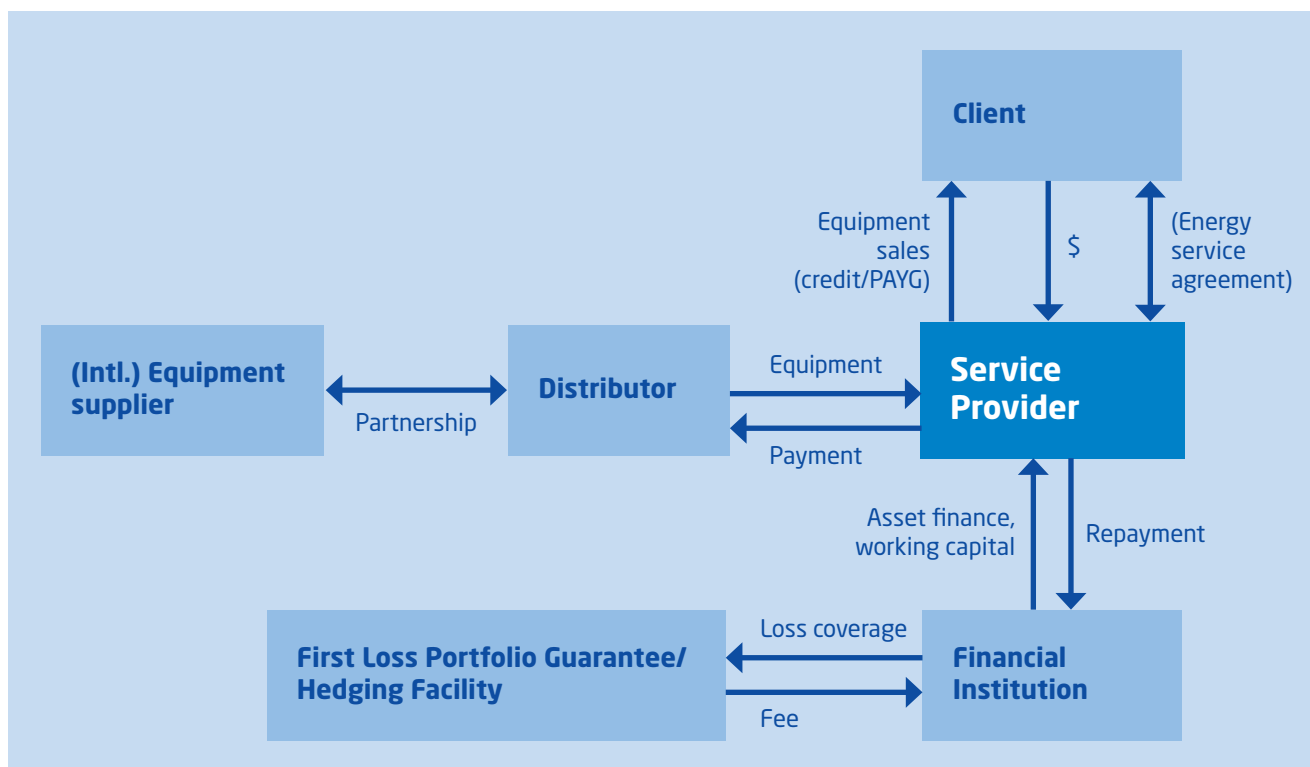 Client
Equipment
sales
(credit/PAYG)
$
(Energy
service
agreement)
(Intl.) Equipment
supplier
Partnership
Distributor
Equipment
Payment
Service
Provider
Asset finance,
working capital
Repayment
First Loss Portfolio Guarantee/
Hedging Facility
Loss coverage
Fee
Financial
Institution